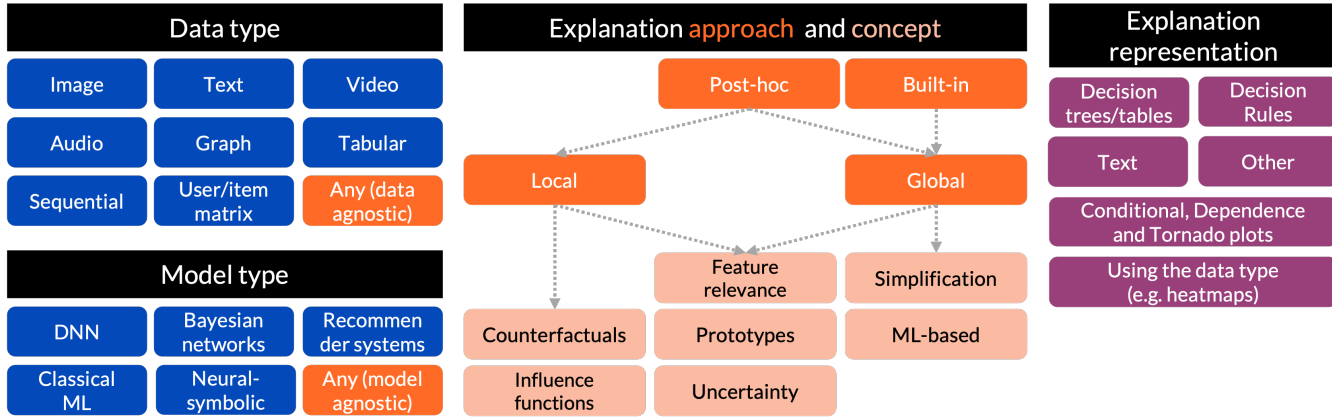 Data type
Image
Text
Video
Audio
Graph
Tabular
Sequential
User/item
matrix
Any (data
agnostic)
Model type
DNN
Bayesian
networks
Recommen
der systems
Classical
ML
Neural-
symbolic
Any (model
agnostic)
Explanation approach and concept
Post-hoc
Built-in
Local
Global
Feature
relevance
Simplification
Counterfactuals
Prototypes
ML-based
Influence
functions
Uncertainty
Explanation
representation
Decision
trees/tables
Decision
Rules
Text
Other
Conditional, Dependence
and Tornado plots
Using the data type
(e.g. heatmaps)